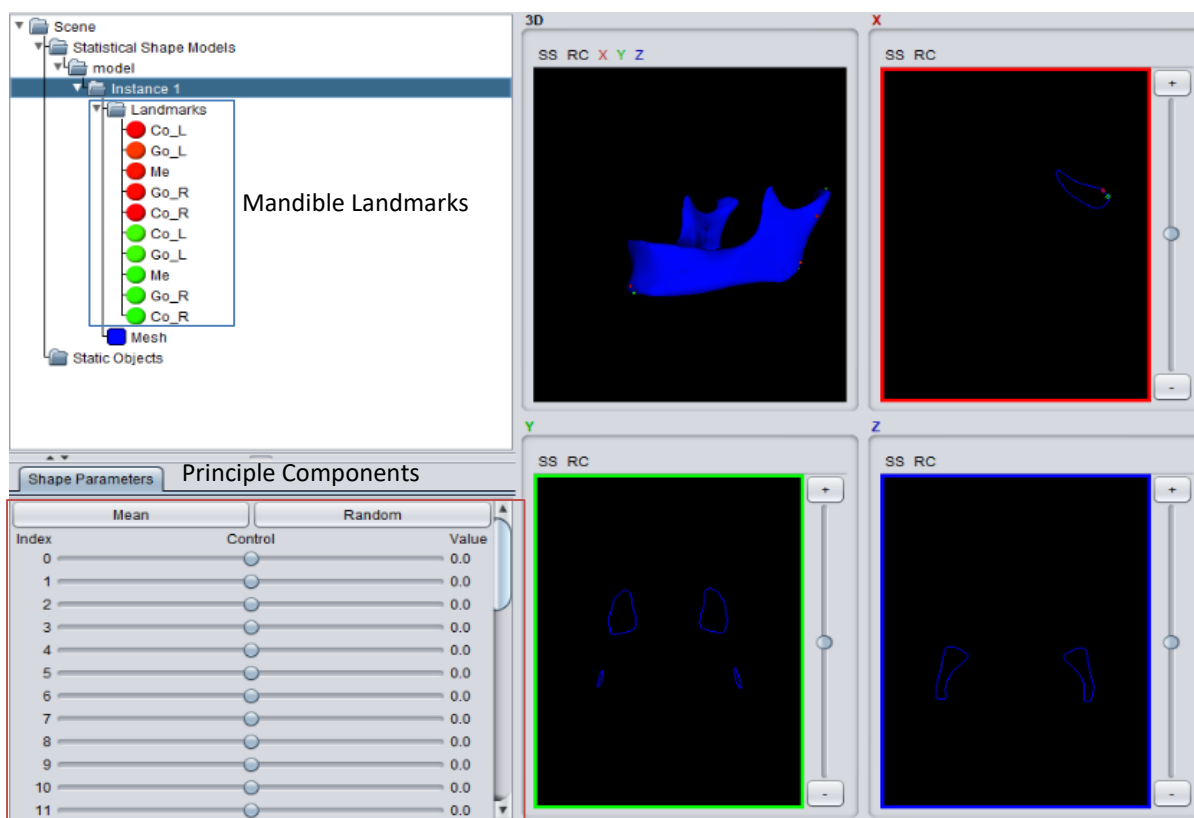 Scene
Statistical Shape Models
model
Instance 1
Landmarks
Co_L
Go_L
Me
Go_R
Co_R
Co_L
Go_L
Me
Go_R
Co_R
Mesh
Static Objects
Mandible Landmarks
Shape Parameters
Principle Components
Mean Random
Index Control Value
0 0.0
1 0.0
2 0.0
3 0.0
4 0.0
5 0.0
6 0.0
7 0.0
8 0.0
9 0.0
10 0.0
11 0.0
3D
SS RC X Y Z
X
SS RC
+
-
Y
SS RC
+
-
Z
SS RC
+
-